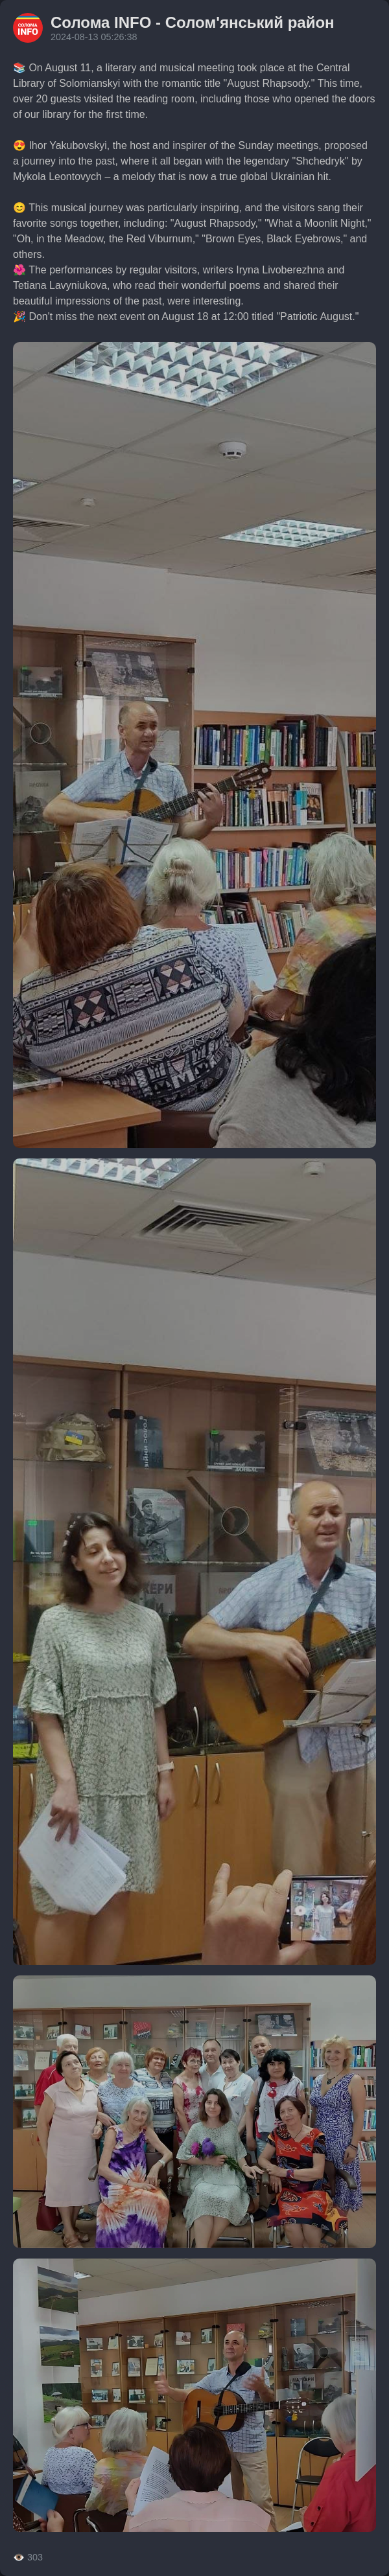 СОЛОМА
INFO
Солома INFO - Солом'янський район
2024-08-13 05:26:38
📚 On August 11, a literary and musical meeting took place at the Central
Library of Solomianskyi with the romantic title "August Rhapsody." This time,
over 20 guests visited the reading room, including those who opened the doors
of our library for the first time.
😍 Ihor Yakubovskyi, the host and inspirer of the Sunday meetings, proposed
a journey into the past, where it all began with the legendary "Shchedryk" by
Mykola Leontovych – a melody that is now a true global Ukrainian hit.
😊 This musical journey was particularly inspiring, and the visitors sang their
favorite songs together, including: "August Rhapsody," "What a Moonlit Night,"
"Oh, in the Meadow, the Red Viburnum," "Brown Eyes, Black Eyebrows," and
others.
🌺 The performances by regular visitors, writers Iryna Livoberezhna and
Tetiana Lavyniukova, who read their wonderful poems and shared their
beautiful impressions of the past, were interesting.
🎉 Don't miss the next event on August 18 at 12:00 titled "Patriotic August."
👁️ 303